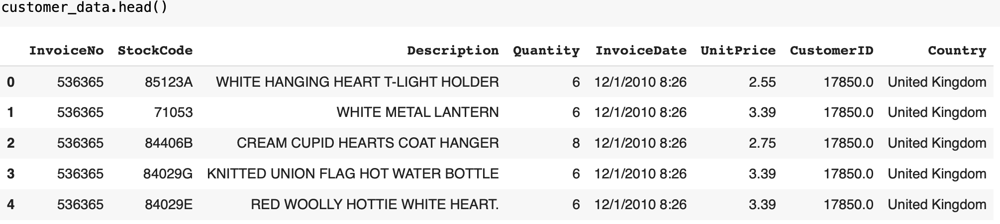 customer_data.head()
InvoiceNo StockCode Description Quantity InvoiceDate UnitPrice CustomerID Country
0 536365 85123A WHITE HANGING HEART T-LIGHT HOLDER 6 12/1/2010 8:26 2.55 17850.0 United Kingdom
1 536365 71053 WHITE METAL LANTERN 6 12/1/2010 8:26 3.39 17850.0 United Kingdom
2 536365 84406B CREAM CUPID HEARTS COAT HANGER 8 12/1/2010 8:26 2.75 17850.0 United Kingdom
3 536365 84029G KNITTED UNION FLAG HOT WATER BOTTLE 6 12/1/2010 8:26 3.39 17850.0 United Kingdom
4 536365 84029E RED WOOLLY HOTTIE WHITE HEART. 6 12/1/2010 8:26 3.39 17850.0 United Kingdom